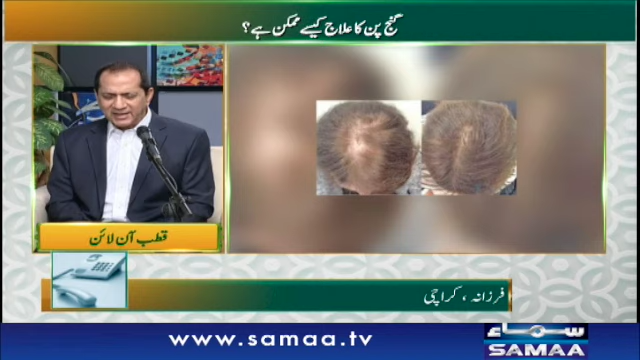 گنج پن کا علاج کیسے ممکن ہے؟
قطب آن لائن
فرزانہ ، کراچی
www.samaa.tv
سماء
SAMAA